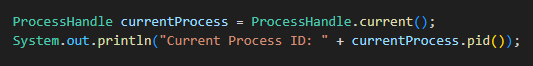 ProcessHandle currentProcess = ProcessHandle.current();
System.out.println("Current Process ID: " + currentProcess.pid());